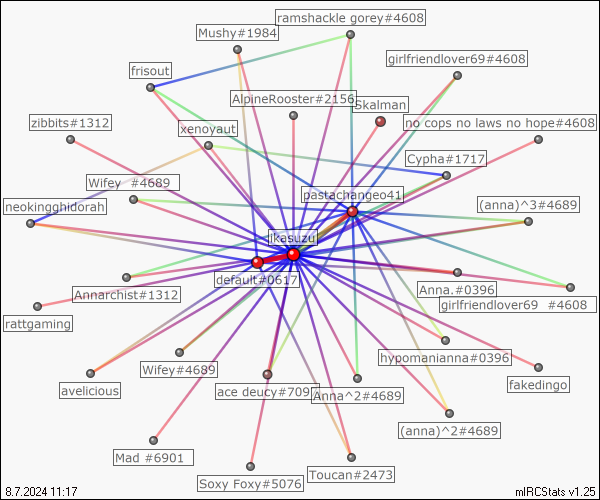 ramshackle gorey#4608
Mushy#1984
girlfriendlover69#4608
frisout
AlpineRooster#2156
Skalman
zibbits#1312
xenoyaut
no cops no laws no hope#4608
Cypha#1717
Wifey #4689
pastachangeo41
neokingghidorah
(anna)^3#4689
ikasuzu
default#0617
Annarchist#1312
Anna.#0396
girlfriendlover69 #4608
rattgaming
hypomanianna#0396
Wifey#4689
avelicious
ace deucy#709
Anna^2#4689
fakedingo
(anna)^2#4689
Mad #6901
Soxy Foxy#5076
Toucan#2473
8.7.2024 11:17
mIRCStats v1.25